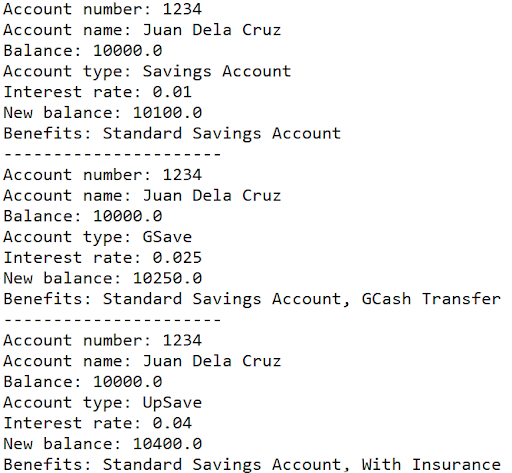 Account number: 1234
Account name: Juan Dela Cruz
Balance: 10000.0
Account type: Savings Account
Interest rate: 0.01
New balance: 10100.0
Benefits: Standard Savings Account
----------------------
Account number: 1234
Account name: Juan Dela Cruz
Balance: 10000.0
Account type: GSave
Interest rate: 0.025
New balance: 10250.0
Benefits: Standard Savings Account, GCash Transfer
----------------------
Account number: 1234
Account name: Juan Dela Cruz
Balance: 10000.0
Account type: UpSave
Interest rate: 0.04
New balance: 10400.0
Benefits: Standard Savings Account, With Insurance